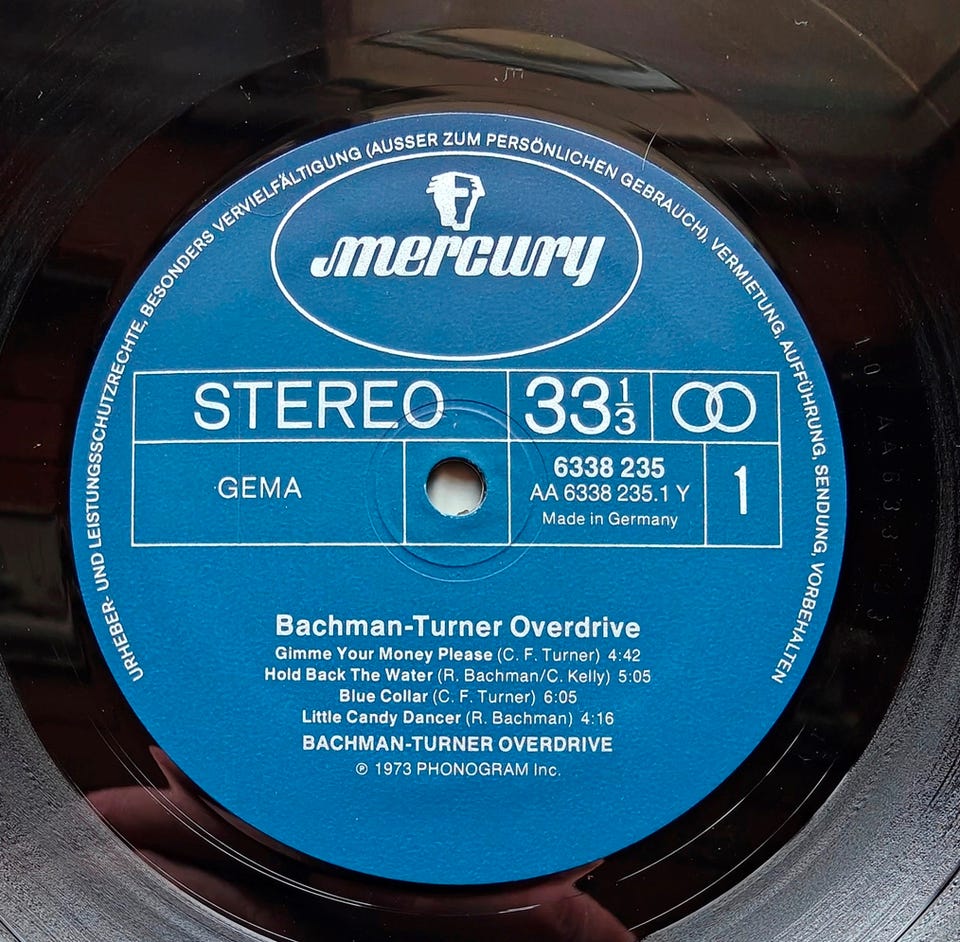 URHEBER- UND LEISTUNGSSCHUTZRECHTE, BESONDERS VERVIELFÄLTIGUNG (AUSSER ZUM PERSÖNLICHEN GEBRAUCH), VERMIETUNG, AUFFÜHRUNG, SENDUNG, VORBEHALTEN
mercury
STEREO 33⅓
GEMA
6338 235
AA 6338 235.1 Y
Made in Germany
1
Bachman-Turner Overdrive
Gimme Your Money Please (C. F. Turner) 4:42
Hold Back The Water (R. Bachman/C. Kelly) 5:05
Blue Collar (C. F. Turner) 6:05
Little Candy Dancer (R. Bachman) 4:16
BACHMAN-TURNER OVERDRIVE
℗ 1973 PHONOGRAM Inc.